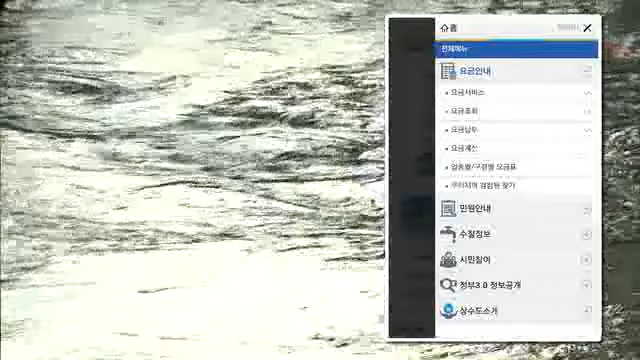 홈
전체메뉴
요금안내
요금서비스
요금조회
요금납부
요금계산
업종별/구경별 요금표
우리지역 검침원 찾기
민원안내
수질정보
시민참여
정부3.0 정보공개
상수도소개